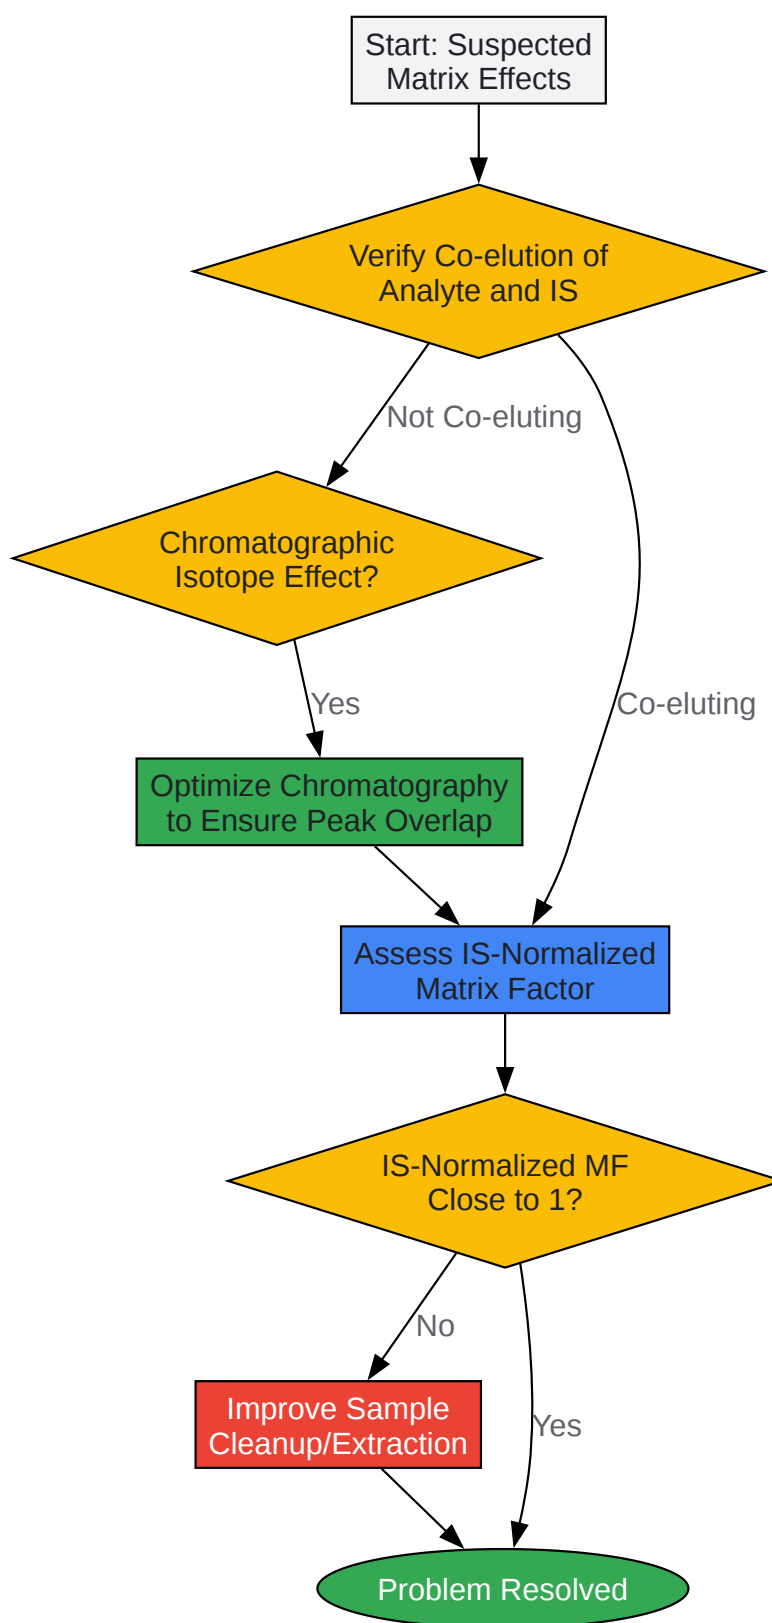 Start: Suspected
Matrix Effects
Verify Co-elution of
Analyte and IS
Not Co-eluting
Chromatographic
Isotope Effect?
Yes
Co-eluting
Optimize Chromatography
to Ensure Peak Overlap
Assess IS-Normalized
Matrix Factor
IS-Normalized MF
Close to 1?
No
Improve Sample
Cleanup/Extraction
Yes
Problem Resolved